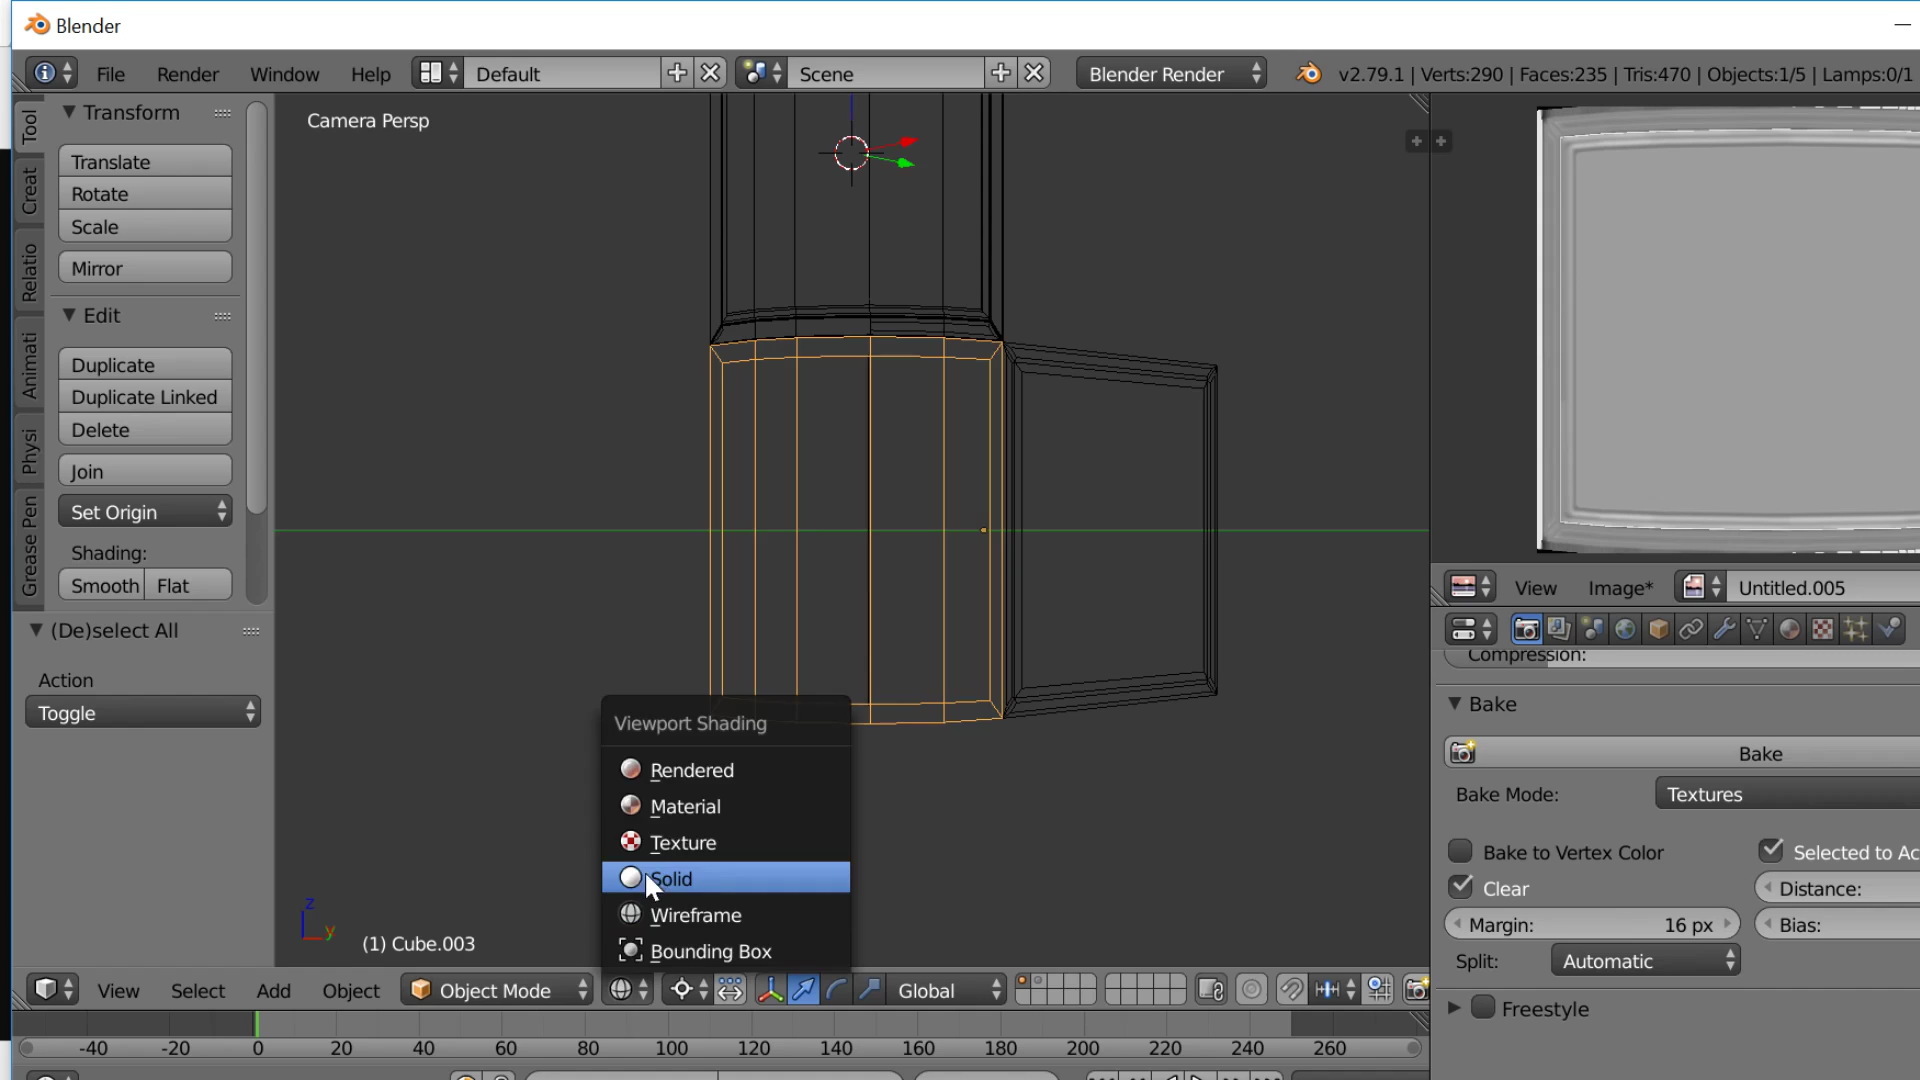 Blender
File Render Window Help Default Scene Blender Render v2.79.1 | Verts:290 | Faces:235 | Tris:470 | Objects:1/5 | Lamps:0/1
Tool
Creat
Relatio
Animati
Physi
Grease Pen
Transform
Translate
Rotate
Scale
Mirror
Edit
Duplicate
Duplicate Linked
Delete
Join
Set Origin
Shading:
Smooth Flat
(De)select All
Action
Toggle
Camera Persp
z
y
(1) Cube.003
Viewport Shading
Rendered
Material
Texture
Solid
Wireframe
Bounding Box
View Select Add Object Object Mode Global
-40 -20 0 20 40 60 80 100 120 140 160 180 200 220 240 260
View Image* Untitled.005
Compression:
Bake
Bake
Bake Mode: Textures
Bake to Vertex Color Selected to Ac
Clear Distance:
Margin: 16 px Bias:
Split: Automatic
Freestyle